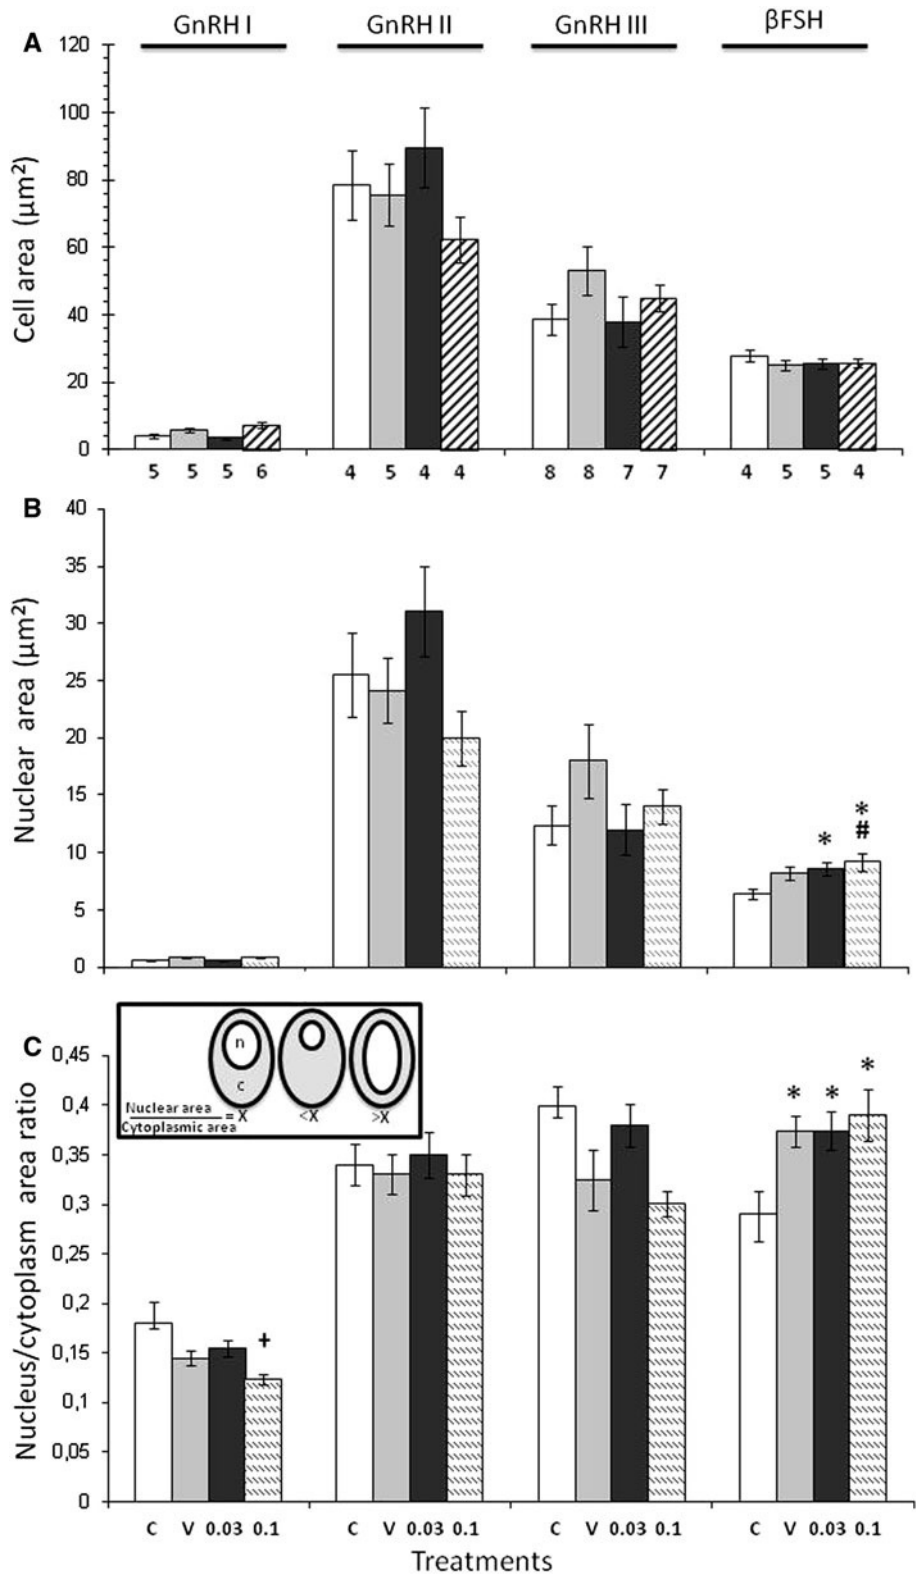 A
GnRH I
GnRH II
GnRH III
βFSH
Cell area (µm²)
120
100
80
60
40
20
0
5 5 5 6
4 5 4 4
8 8 7 7
4 5 5 4
B
Nuclear area (µm²)
40
35
30
25
20
15
10
5
0
*
*
#
C
Nucleus/cytoplasm area ratio
0,45
0,4
0,35
0,3
0,25
0,2
0,15
0,1
0,05
0
n
c
Nuclear area
Cytoplasmic area
= X
<X
>X
+
*
*
*
C V 0.03 0.1
C V 0.03 0.1
C V 0.03 0.1
C V 0.03 0.1
Treatments